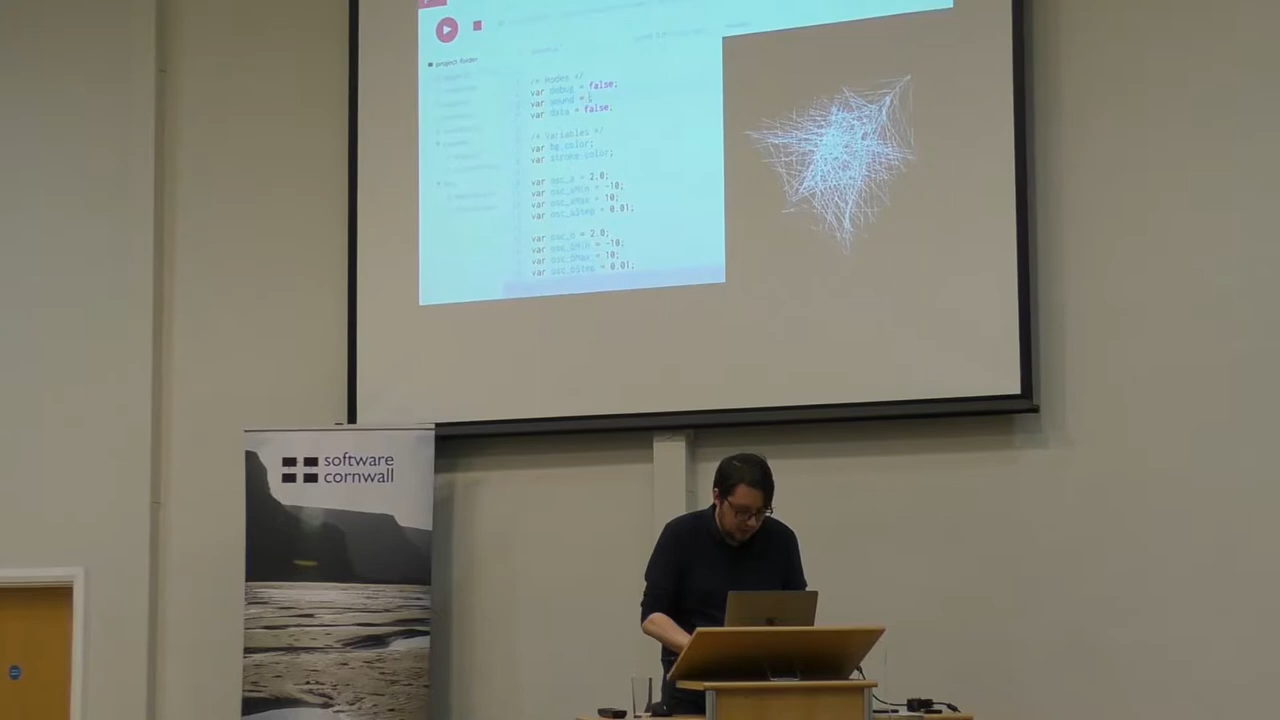 project-folder
/* Modes */
var debug = false;
var sound =
var data = false;
/* Variables */
var bg_color;
var stroke_color;
var osc_a = 2.0;
var osc_aMin = -10;
var osc_aMax = 10;
var osc_aStep = 0.01;
var osc_b = 2.0;
var osc_bMin = -10;
var osc_bMax = 10;
var osc_bStep = 0.01;
software
cornwall